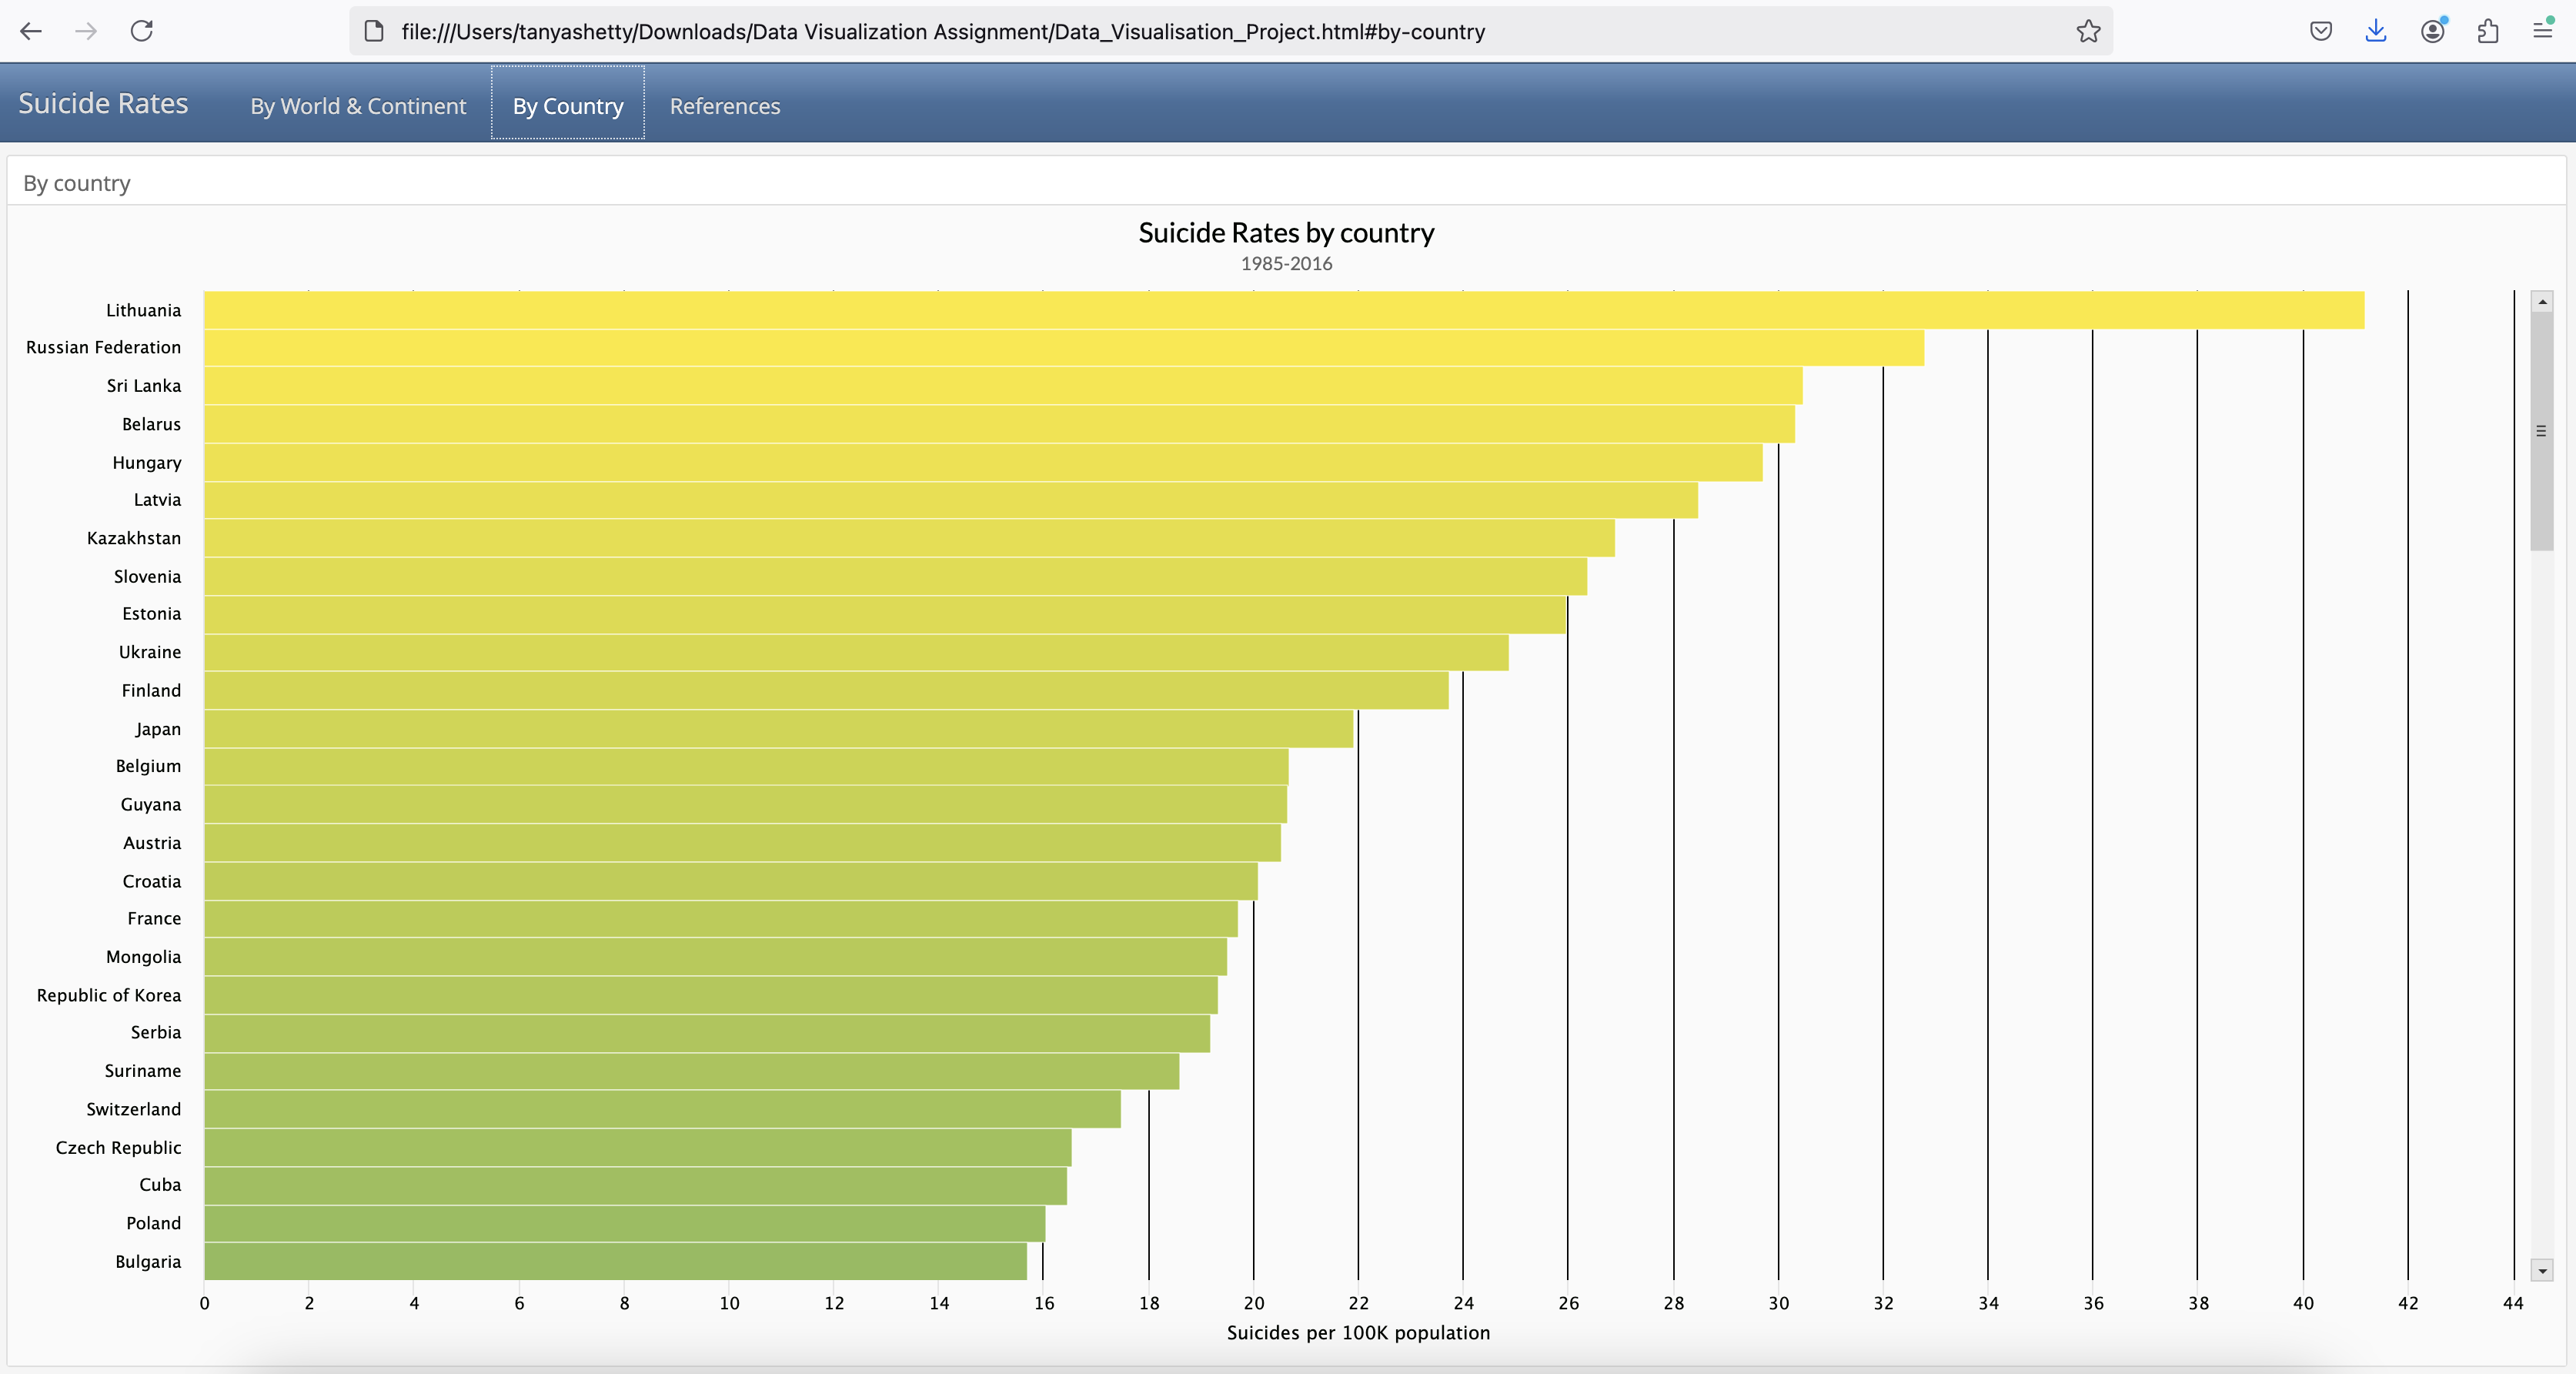 file:///Users/tanyashetty/Downloads/Data Visualization Assignment/Data_Visualisation_Project.html#by-country
Suicide Rates By World & Continent By Country References
By country
Suicide Rates by country
1985-2016
Lithuania
Russian Federation
Sri Lanka
Belarus
Hungary
Latvia
Kazakhstan
Slovenia
Estonia
Ukraine
Finland
Japan
Belgium
Guyana
Austria
Croatia
France
Mongolia
Republic of Korea
Serbia
Suriname
Switzerland
Czech Republic
Cuba
Poland
Bulgaria
0 2 4 6 8 10 12 14 16 18 20 22 24 26 28 30 32 34 36 38 40 42 44
Suicides per 100K population